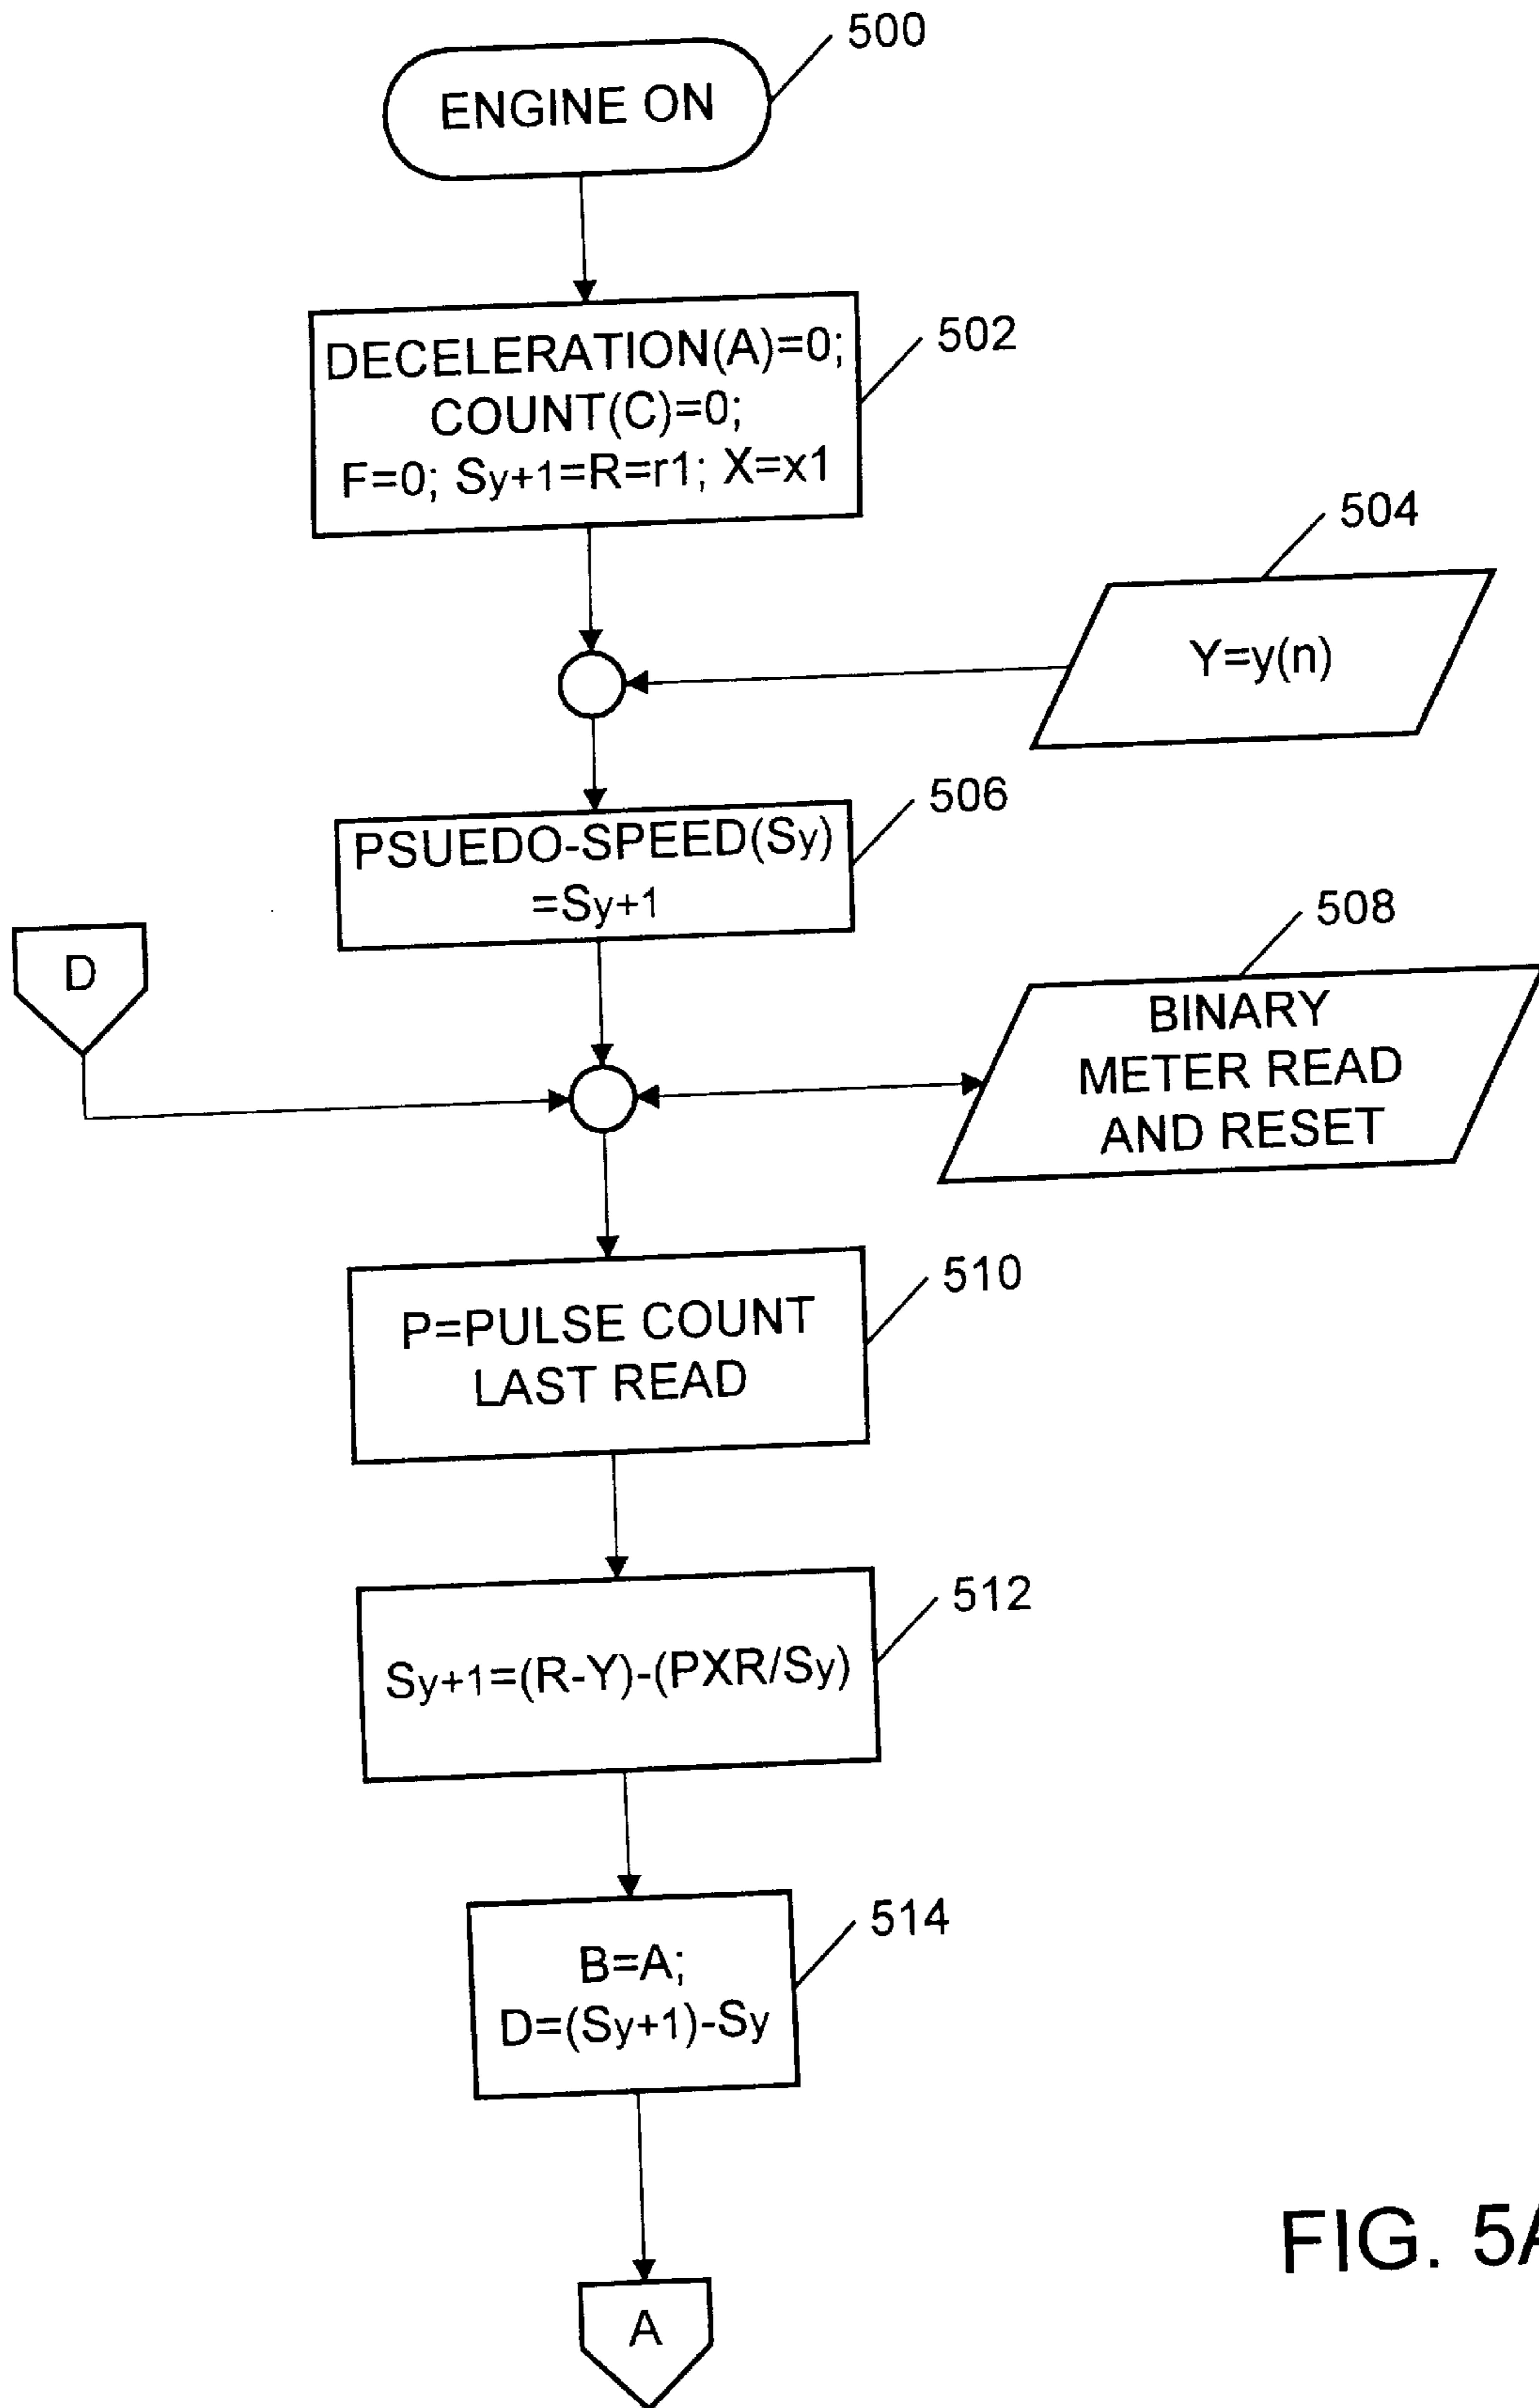 500
ENGINE ON
502
DECELERATION(A)=0;
COUNT(C)=0;
F=0; Sy+1=R=r1; X=x1
504
Y=y(n)
506
PSUEDO-SPEED(Sy)
=Sy+1
D
508
BINARY
METER READ
AND RESET
510
P=PULSE COUNT
LAST READ
512
Sy+1=(R-Y)-(PXR/Sy)
514
B=A;
D=(Sy+1)-Sy
A
FIG. 5A